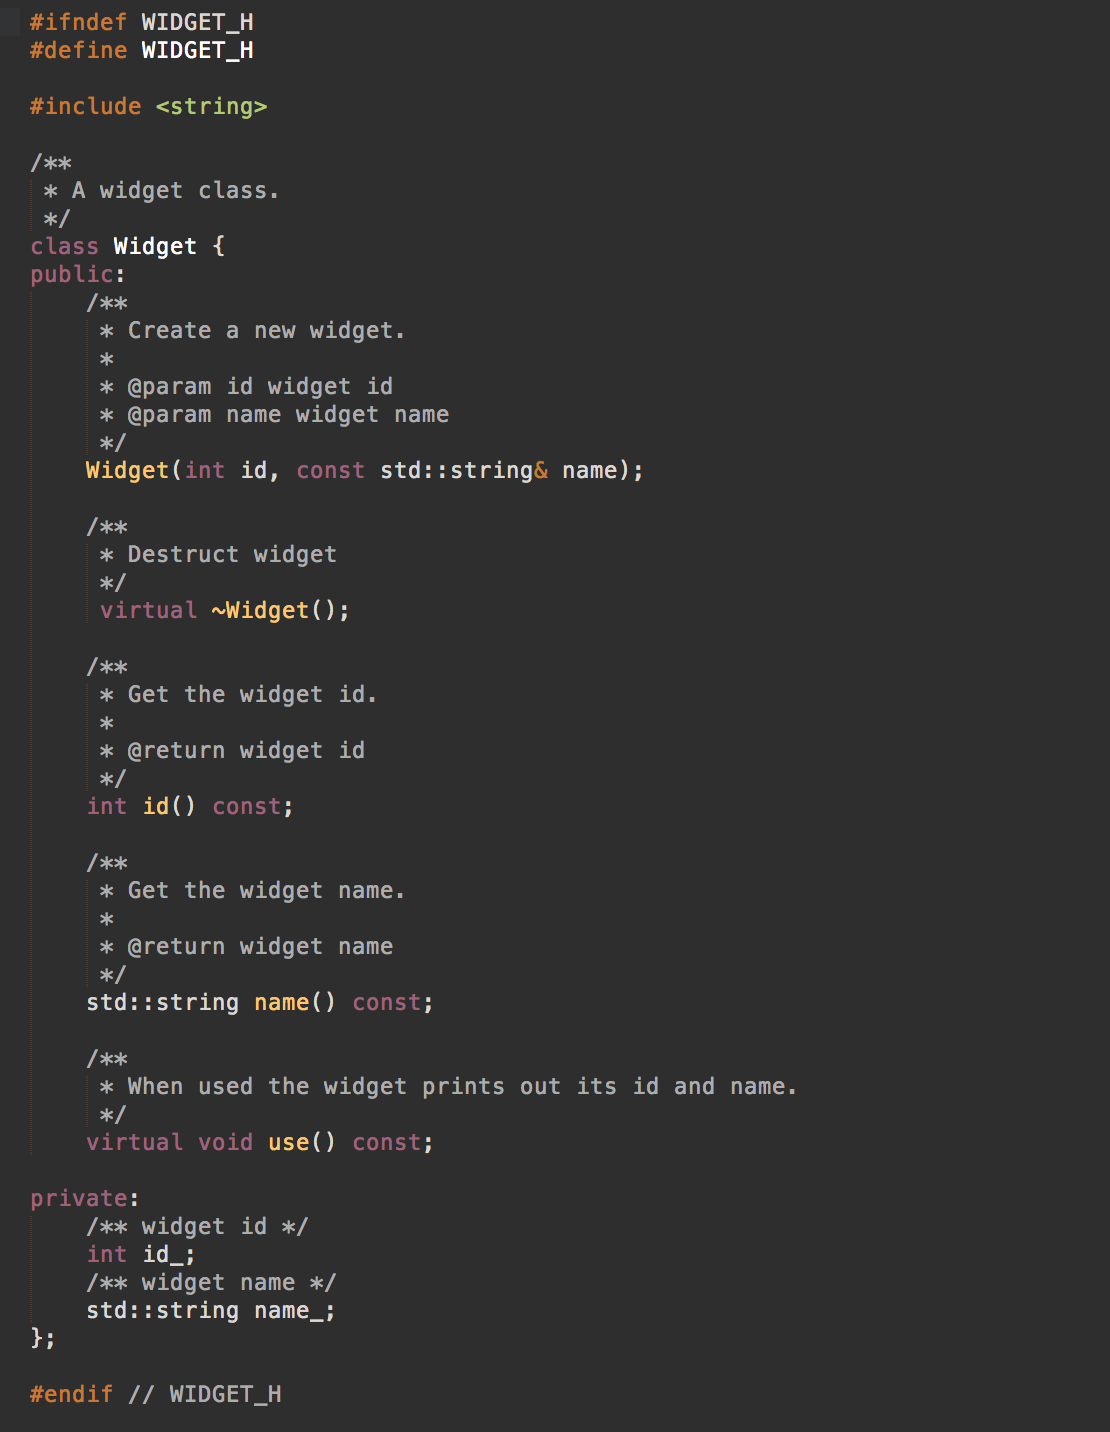 #ifndef WIDGET_H
#define WIDGET_H

#include <string>

/**
 * A widget class.
 */
class Widget {
public:
    /**
     * Create a new widget.
     *
     * @param id widget id
     * @param name widget name
     */
    Widget(int id, const std::string& name);

    /**
     * Destruct widget
     */
     virtual ~Widget();

    /**
     * Get the widget id.
     *
     * @return widget id
     */
    int id() const;

    /**
     * Get the widget name.
     *
     * @return widget name
     */
    std::string name() const;

    /**
     * When used the widget prints out its id and name.
     */
    virtual void use() const;

private:
    /** widget id */
    int id_;
    /** widget name */
    std::string name_;
};

#endif // WIDGET_H